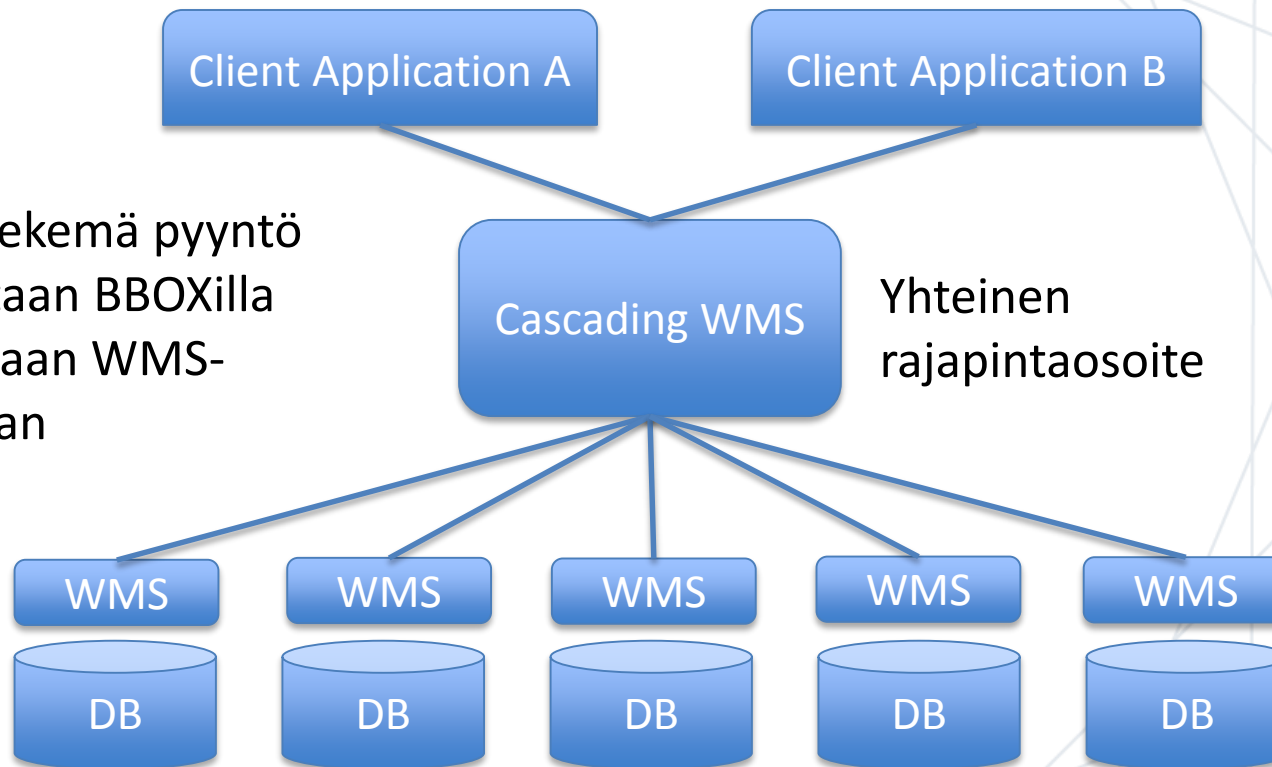 Client Application A
Client Application B
ekemä pyyntö
taan BBOXilla
aan WMS-
an
Cascading WMS
Yhteinen
rajapintaosoite
WMS
WMS
WMS
WMS
WMS
DB
DB
DB
DB
DB